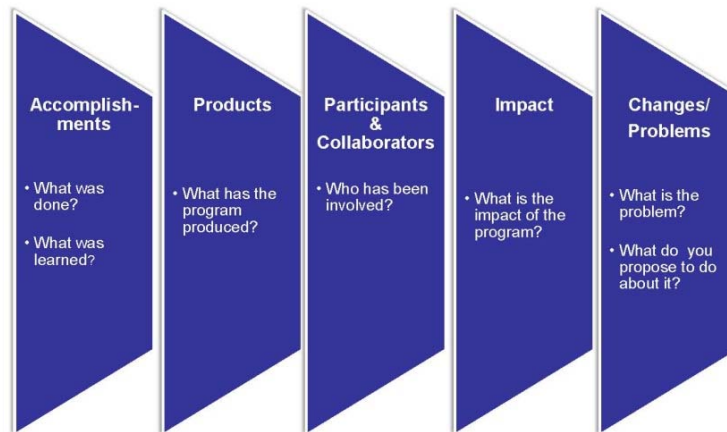 Accomplish-
ments
• What was
done?
• What was
learned?
Products
• What has the
program
produced?
Participants
&
Collaborators
• Who has been
involved?
Impact
• What is the
impact of the
program?
Changes/
Problems
• What is the
problem?
• What do you
propose to do
about it?